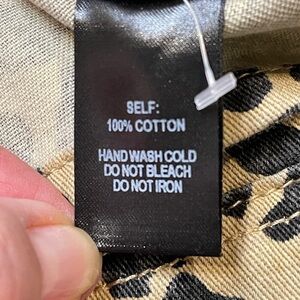 SELF:
100% COTTON
HAND WASH COLD
DO NOT BLEACH
DO NOT IRON